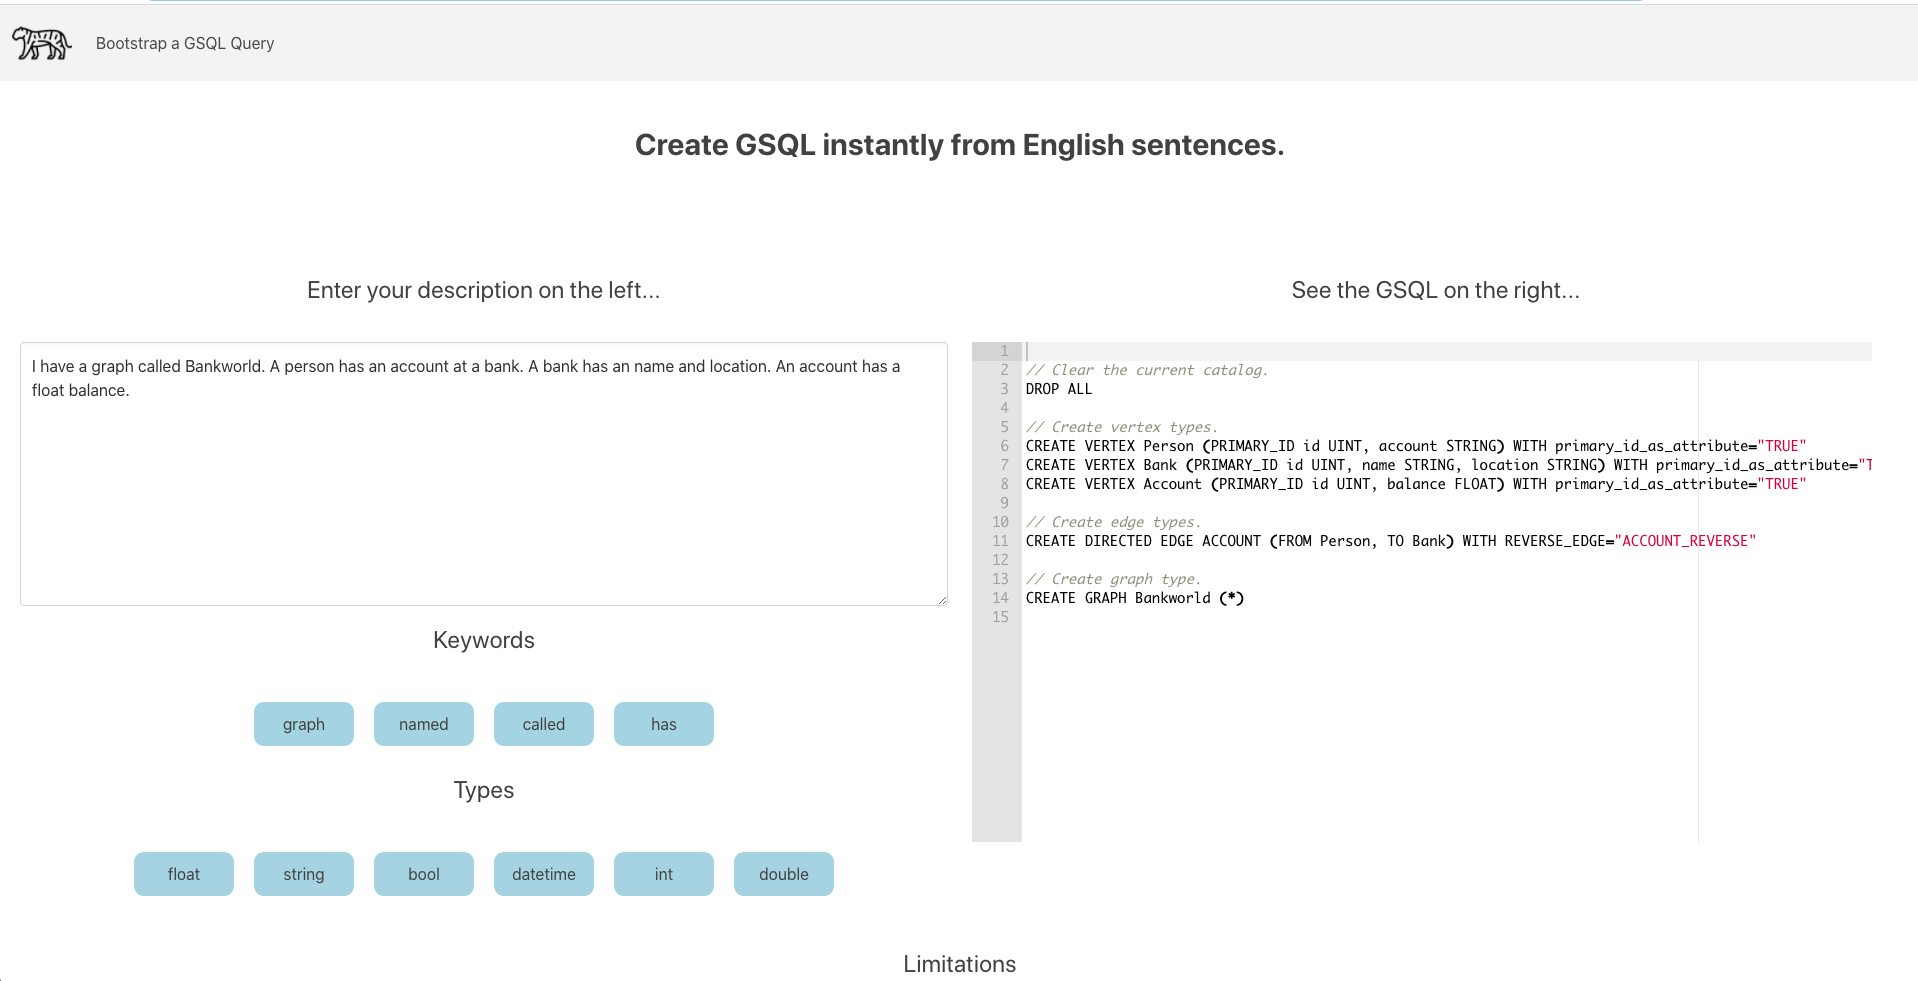 Bootstrap a GSQL Query
Create GSQL instantly from English sentences.
Enter your description on the left...
I have a graph called Bankworld. A person has an account at a bank. A bank has an name and location. An account has a
float balance.
Keywords
graph named called has
Types
float string bool datetime int double
See the GSQL on the right...
1
2 // Clear the current catalog.
3 DROP ALL
4
5 // Create vertex types.
6 CREATE VERTEX Person (PRIMARY_ID id UINT, account STRING) WITH primary_id_as_attribute="TRUE"
7 CREATE VERTEX Bank (PRIMARY_ID id UINT, name STRING, location STRING) WITH primary_id_as_attribute="T
8 CREATE VERTEX Account (PRIMARY_ID id UINT, balance FLOAT) WITH primary_id_as_attribute="TRUE"
9
10 // Create edge types.
11 CREATE DIRECTED EDGE ACCOUNT (FROM Person, TO Bank) WITH REVERSE_EDGE="ACCOUNT_REVERSE"
12
13 // Create graph type.
14 CREATE GRAPH Bankworld (*)
15
Limitations